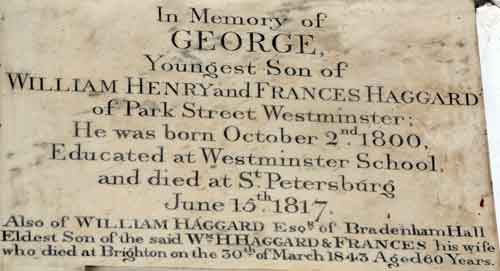 In Memory of
GEORGE,
Youngest Son of
WILLIAM HENRY and FRANCES HAGGARD
of Park Street Westminster;
He was born October 2nd. 1800,
Educated at Westminster School,
and died at St. Petersburg
June 15th. 1817.
Also of WILLIAM HAGGARD Esqr. of Bradenham Hall
Eldest Son of the said Wm. H. HAGGARD & FRANCES his wife
who died at Brighton on the 30th. of March 1843 Aged 60 Years.